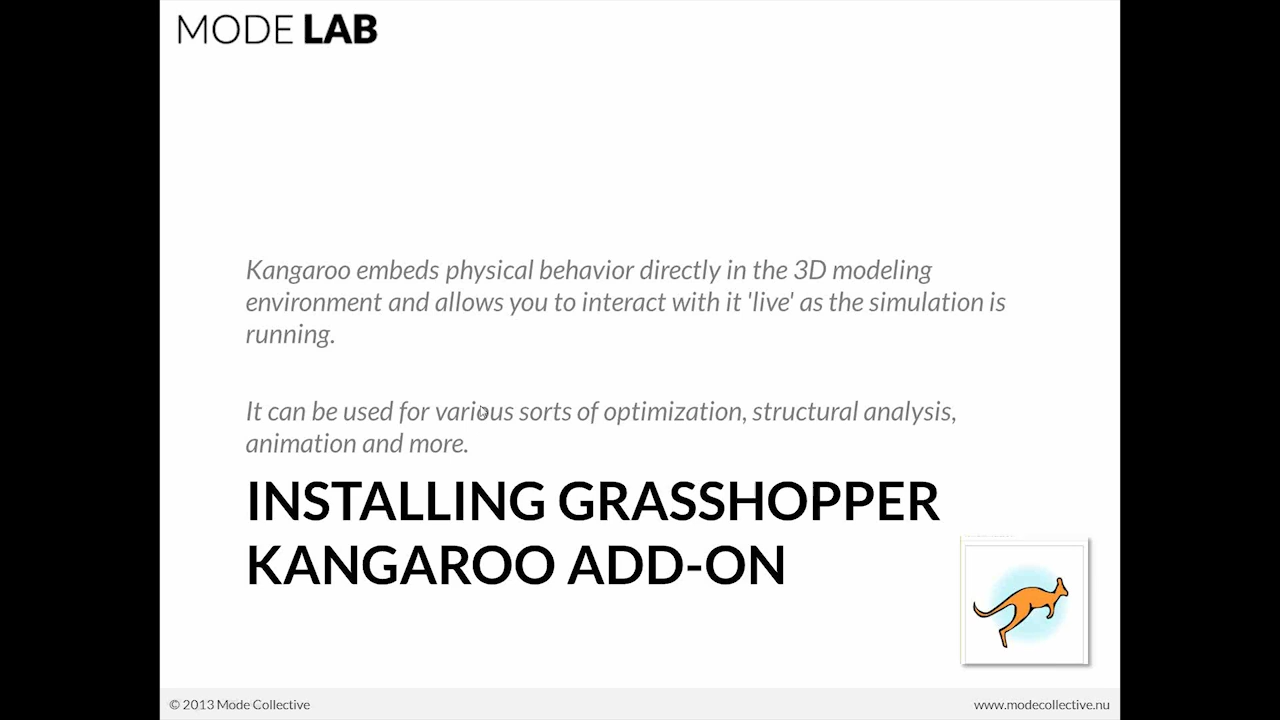 MODE LAB
Kangaroo embeds physical behavior directly in the 3D modeling
environment and allows you to interact with it 'live' as the simulation is
running.
It can be used for various sorts of optimization, structural analysis,
animation and more.
INSTALLING GRASSHOPPER
KANGAROO ADD-ON
© 2013 Mode Collective
www.modecollective.nu